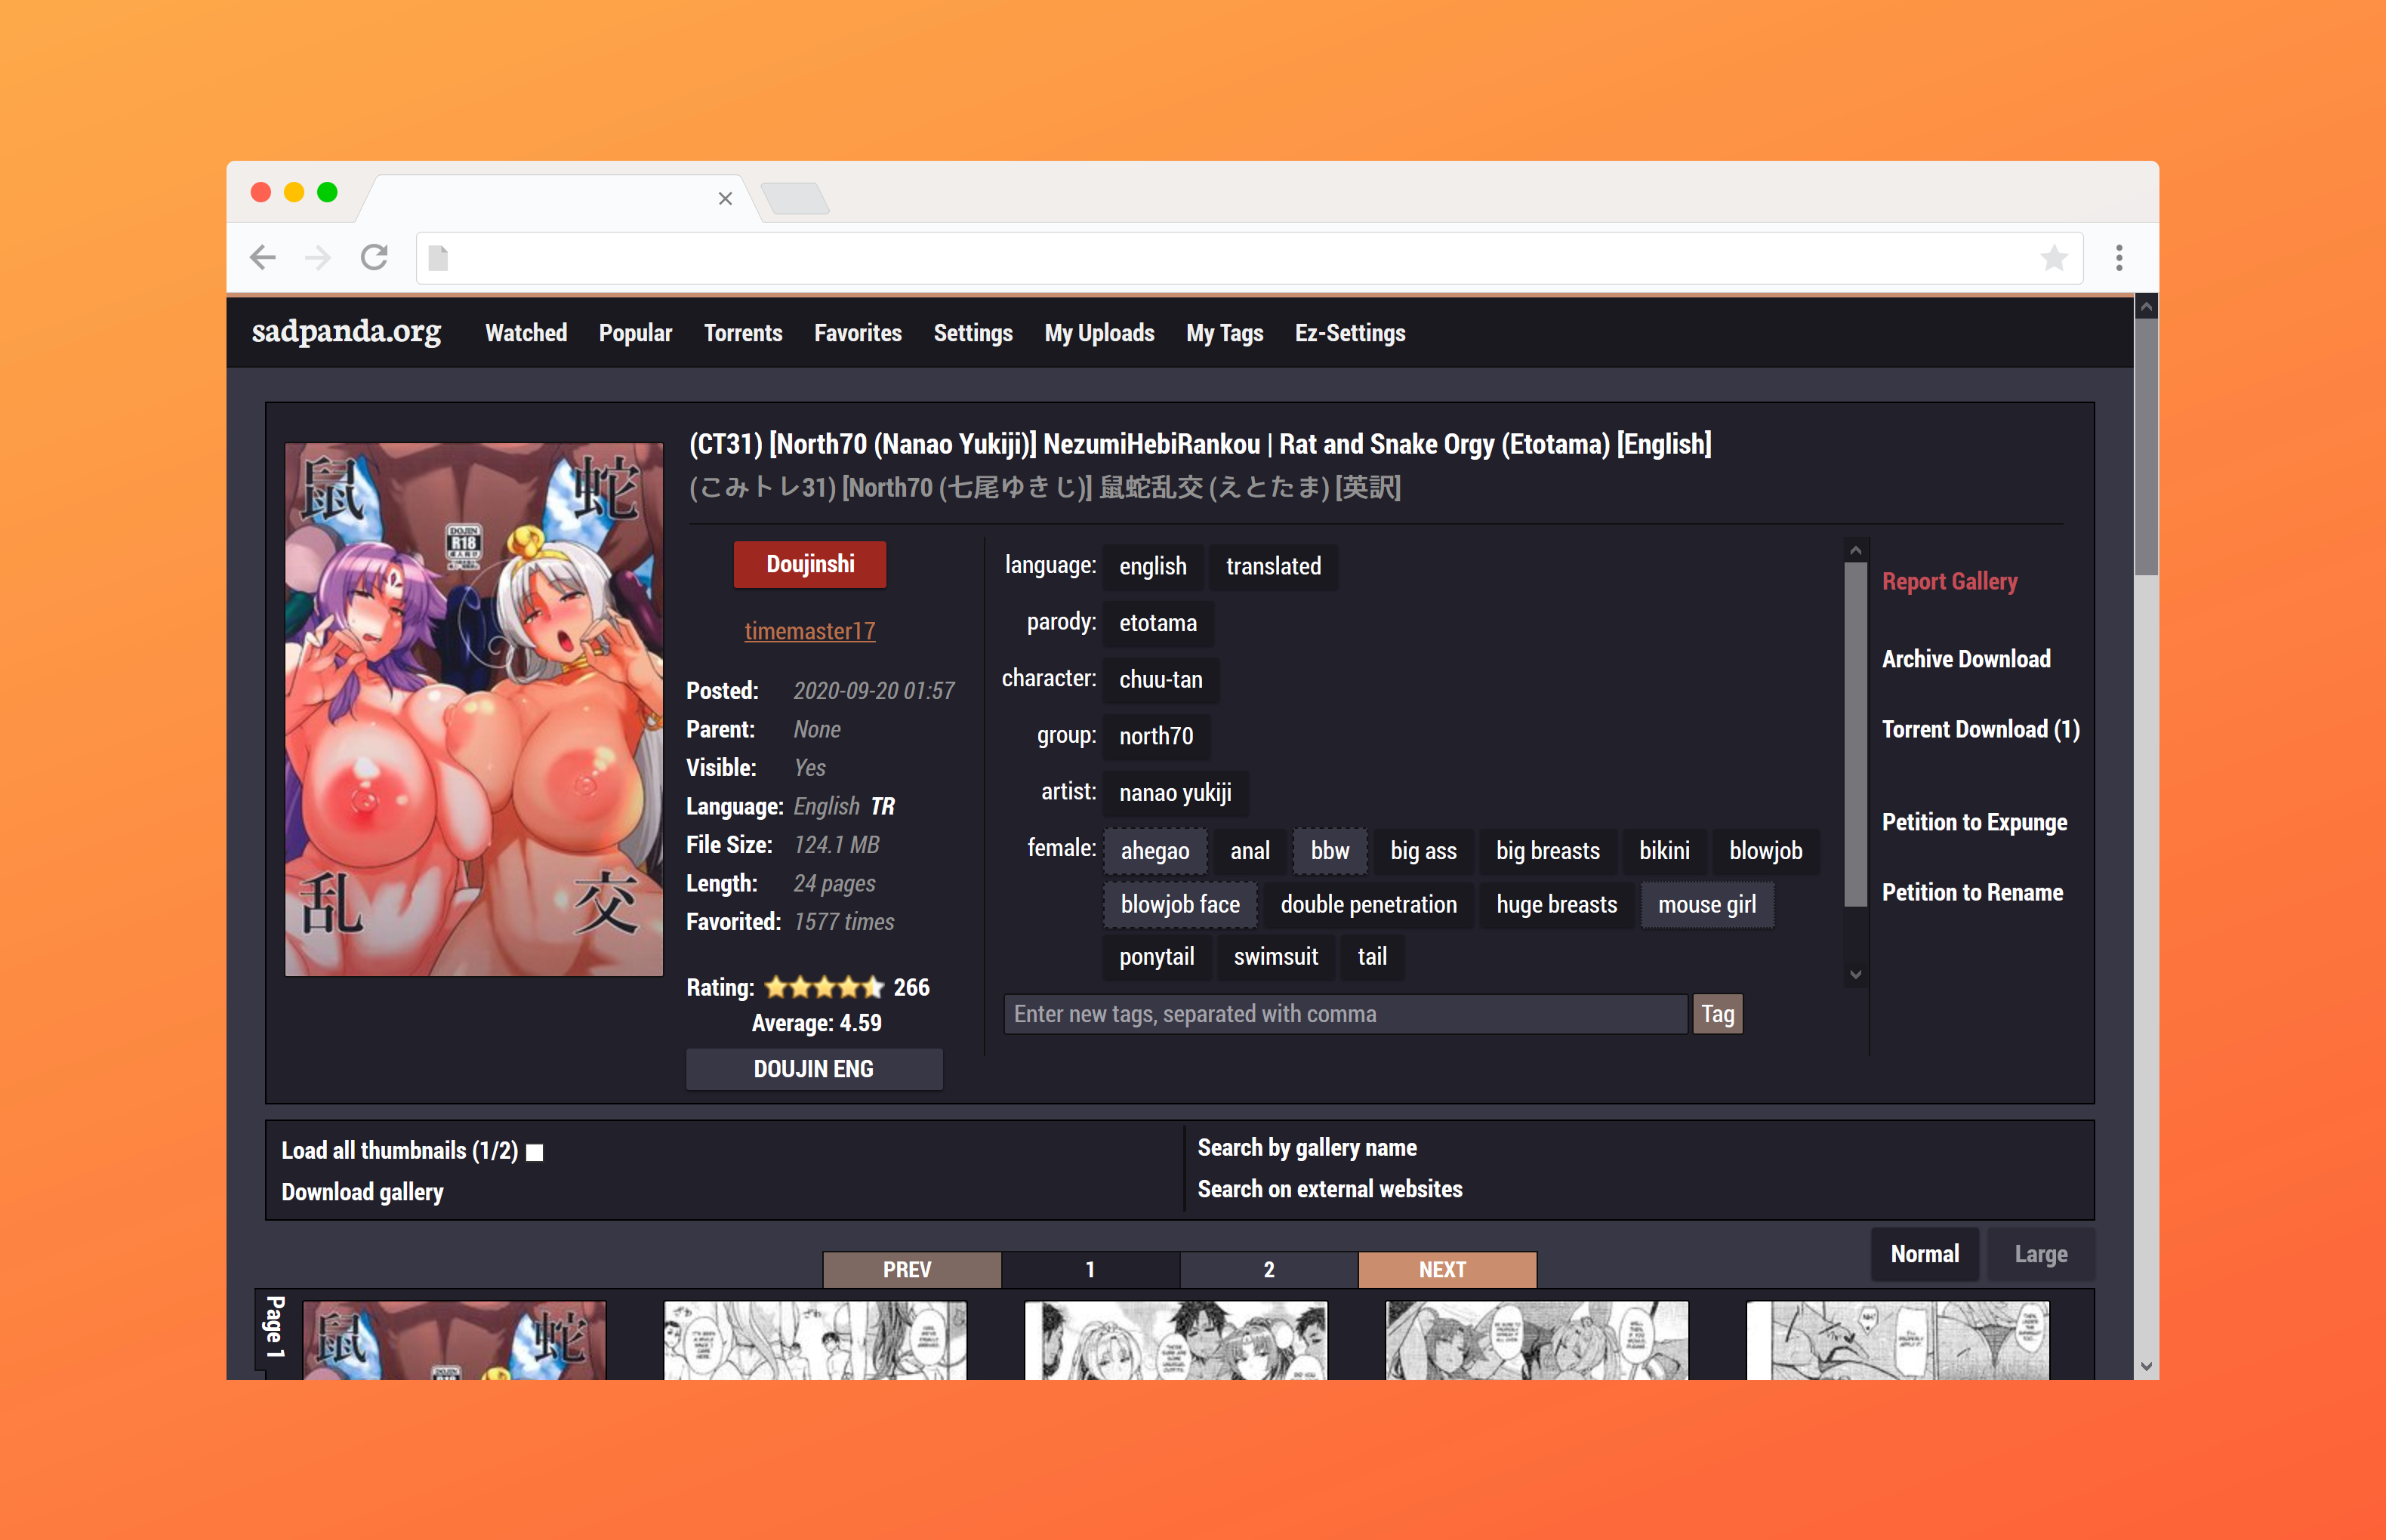 sadpanda.org Watched Popular Torrents Favorites Settings My Uploads My Tags Ez-Settings
(CT31) [North70 (Nanao Yukiji)] NezumiHebiRankou | Rat and Snake Orgy (Etotama) [English]
(こみトレ31) [North70 (七尾ゆきじ)] 鼠蛇乱交 (えとたま) [英訳]
鼠 蛇
DOJIN
R18
乱 交
Doujinshi
timemaster17
Posted: 2020-09-20 01:57
Parent: None
Visible: Yes
Language: English TR
File Size: 124.1 MB
Length: 24 pages
Favorited: 1577 times
Rating: 266
Average: 4.59
DOUJIN ENG
language: english translated
parody: etotama
character: chuu-tan
group: north70
artist: nanao yukiji
female: ahegao anal bbw big ass big breasts bikini blowjob
blowjob face double penetration huge breasts mouse girl
ponytail swimsuit tail
Enter new tags, separated with comma Tag
Report Gallery
Archive Download
Torrent Download (1)
Petition to Expunge
Petition to Rename
Load all thumbnails (1/2)
Download gallery
Search by gallery name
Search on external websites
Normal Large
PREV 1 2 NEXT
Page 1
鼠 蛇